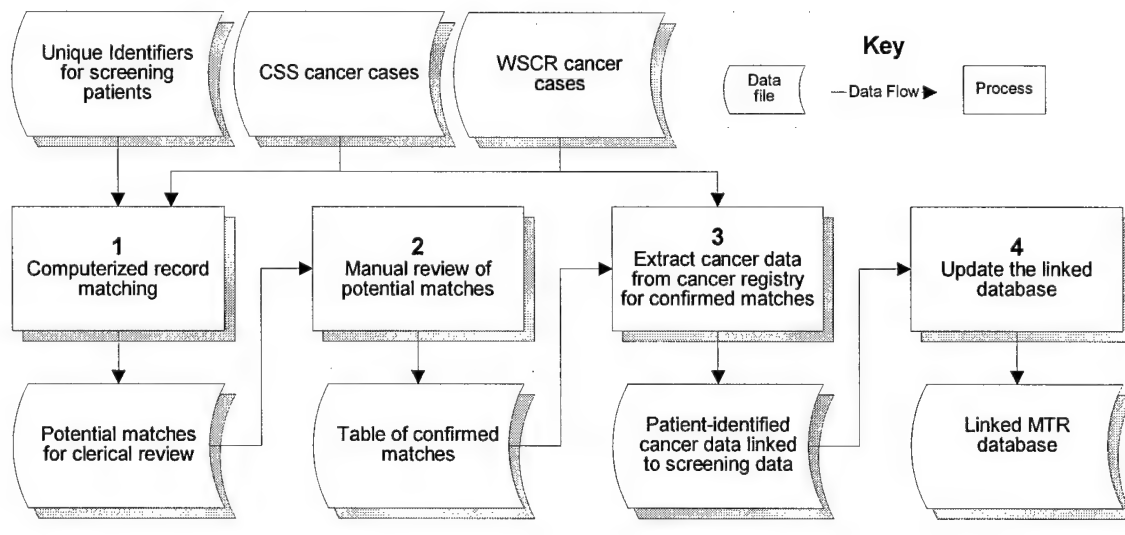 Unique Identifiers
for screening
patients
CSS cancer cases
WSCR cancer
cases
Key
Data
file
Data Flow
Process
1
Computerized record
matching
2
Manual review of
potential matches
3
Extract cancer data
from cancer registry
for confirmed matches
4
Update the linked
database
Potential matches
for clerical review
Table of confirmed
matches
Patient-identified
cancer data linked
to screening data
Linked MTR
database